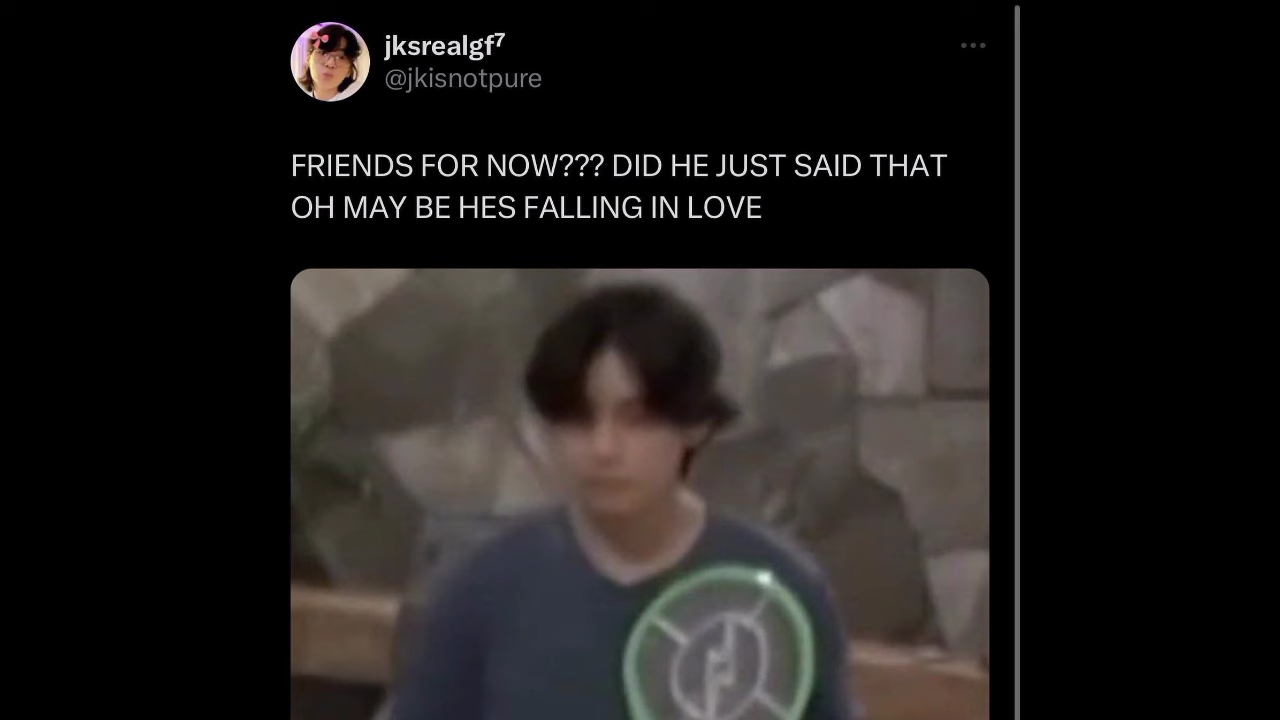 jksrealgf⁷
@jkisnotpure
FRIENDS FOR NOW??? DID HE JUST SAID THAT
OH MAY BE HES FALLING IN LOVE